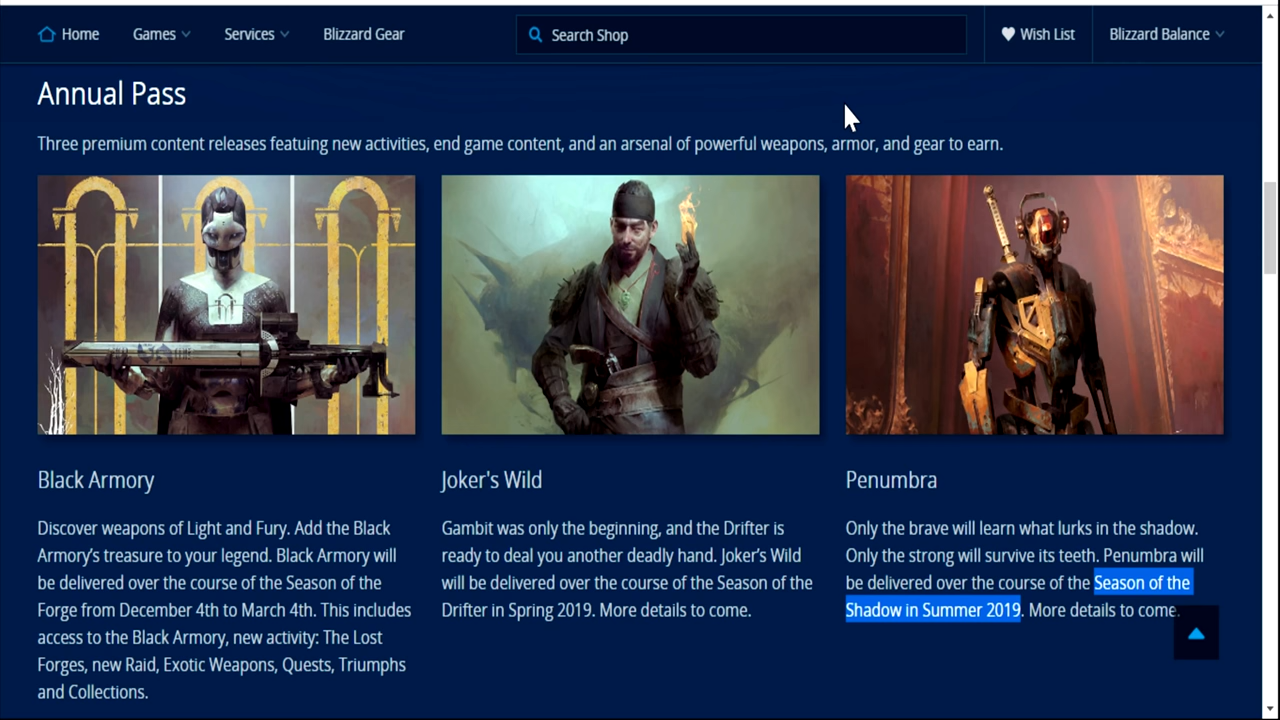 Home Games Services Blizzard Gear Search Shop Wish List Blizzard Balance
Annual Pass
Three premium content releases featuing new activities, end game content, and an arsenal of powerful weapons, armor, and gear to earn.
Black Armory
Discover weapons of Light and Fury. Add the Black
Armory's treasure to your legend. Black Armory will
be delivered over the course of the Season of the
Forge from December 4th to March 4th. This includes
access to the Black Armory, new activity: The Lost
Forges, new Raid, Exotic Weapons, Quests, Triumphs
and Collections.
Joker's Wild
Gambit was only the beginning, and the Drifter is
ready to deal you another deadly hand. Joker's Wild
will be delivered over the course of the Season of the
Drifter in Spring 2019. More details to come.
Penumbra
Only the brave will learn what lurks in the shadow.
Only the strong will survive its teeth. Penumbra will
be delivered over the course of the Season of the
Shadow in Summer 2019. More details to come.